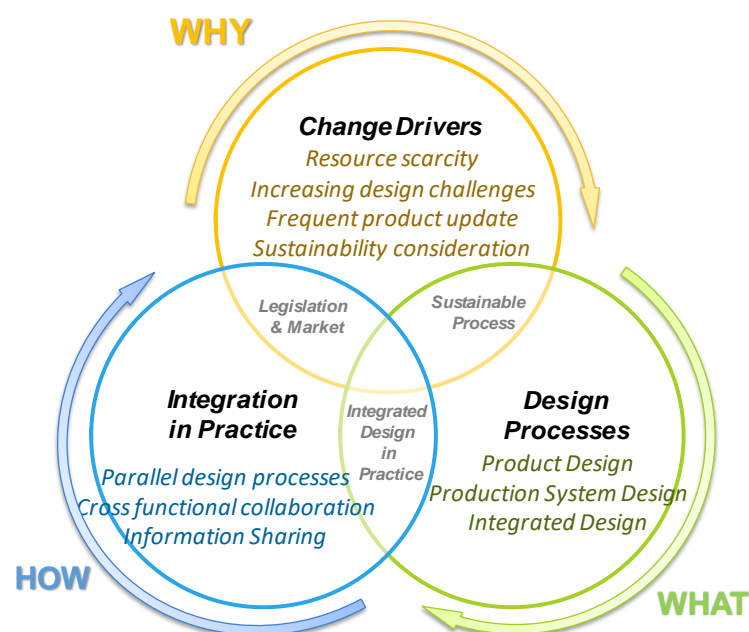 WHY
Change Drivers
Resource scarcity
Increasing design challenges
Frequent product update
Sustainability consideration
Legislation
& Market
Sustainable
Process
Integration
in Practice
Parallel design processes
Cross functional collaboration
Information Sharing
Integrated
Design in
Practice
Design
Processes
Product Design
Production System Design
Integrated Design
HOW
WHAT